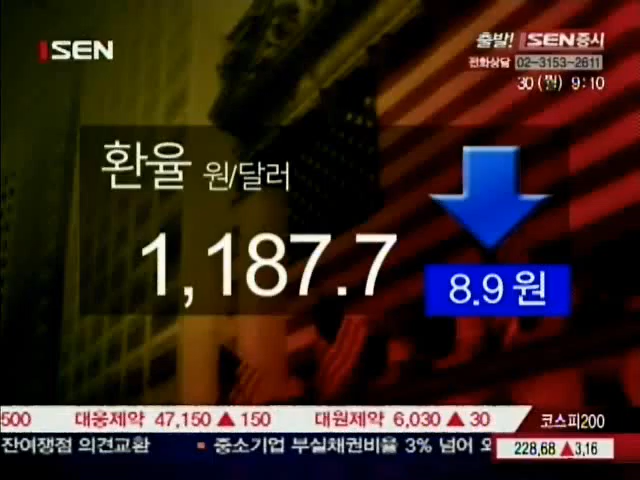 SEN
출발! SEN증시
전화상담 02-3153-2611
30 (월) 9:10
환율 원/달러
1,187.7
8.9원
500 대웅제약 47,150▲150 대원제약 6,030▲30 코스피200
잔여쟁점 의견교환 ▪ 중소기업 부실채권비율 3% 넘어 228,68▲3,16